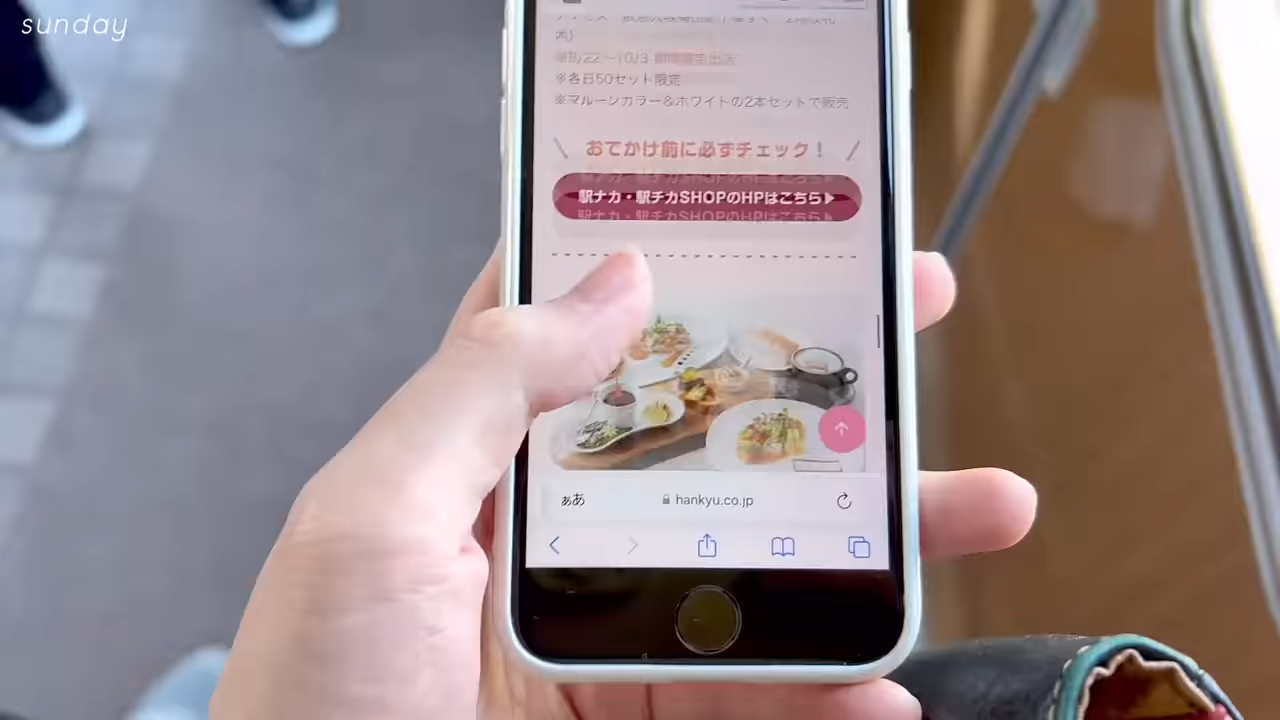 sunday
※各日50セット限定
※マルーンカラー＆ホワイトの2本セットで販売
おてかけ前に必ずチェック！
駅ナカ・駅チカSHOPのHPはこちら▶
ぁあ
hankyu.co.jp